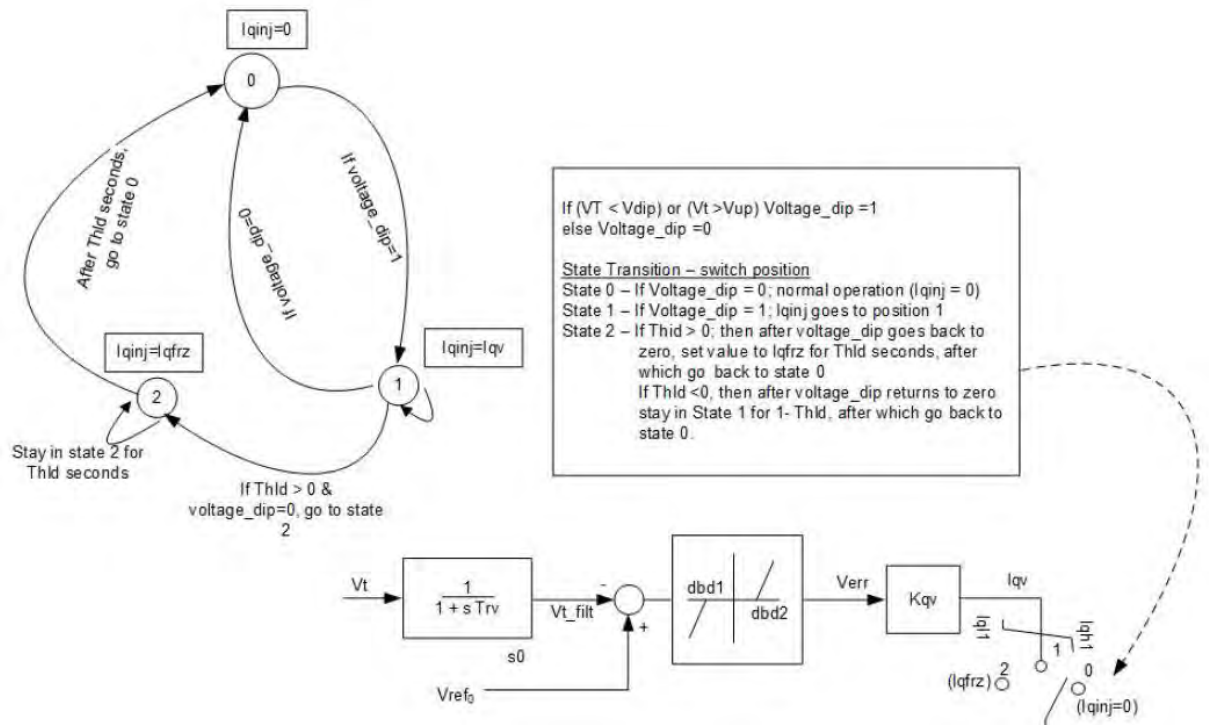 Iqinj=0
0
After Thld seconds,
go to state 0
If voltage_dip=0
If voltage_dip=1
Iqinj=Iqfrz
2
Iqinj=Iqv
1
Stay in state 2 for
Thld seconds
If Thld > 0 &
voltage_dip=0, go to state
2
If (VT < Vdip) or (Vt >Vup) Voltage_dip =1
else Voltage_dip =0
State Transition – switch position
State 0 – If Voltage_dip = 0; normal operation (Iqinj = 0)
State 1 – If Voltage_dip = 1; Iqinj goes to position 1
State 2 – If Thld > 0; then after voltage_dip goes back to
zero, set value to Iqfrz for Thld seconds, after
which go back to state 0
If Thld <0, then after voltage_dip returns to zero
stay in State 1 for 1- Thld, after which go back to
state 0.
Vt
1
1 + s Trv
s0
Vt_filt
-
+
Vref₀
dbd1
dbd2
Verr
Kqv
Iqv
Iql1
Iqh1
1
2
0
(Iqfrz)
(Iqinj=0)